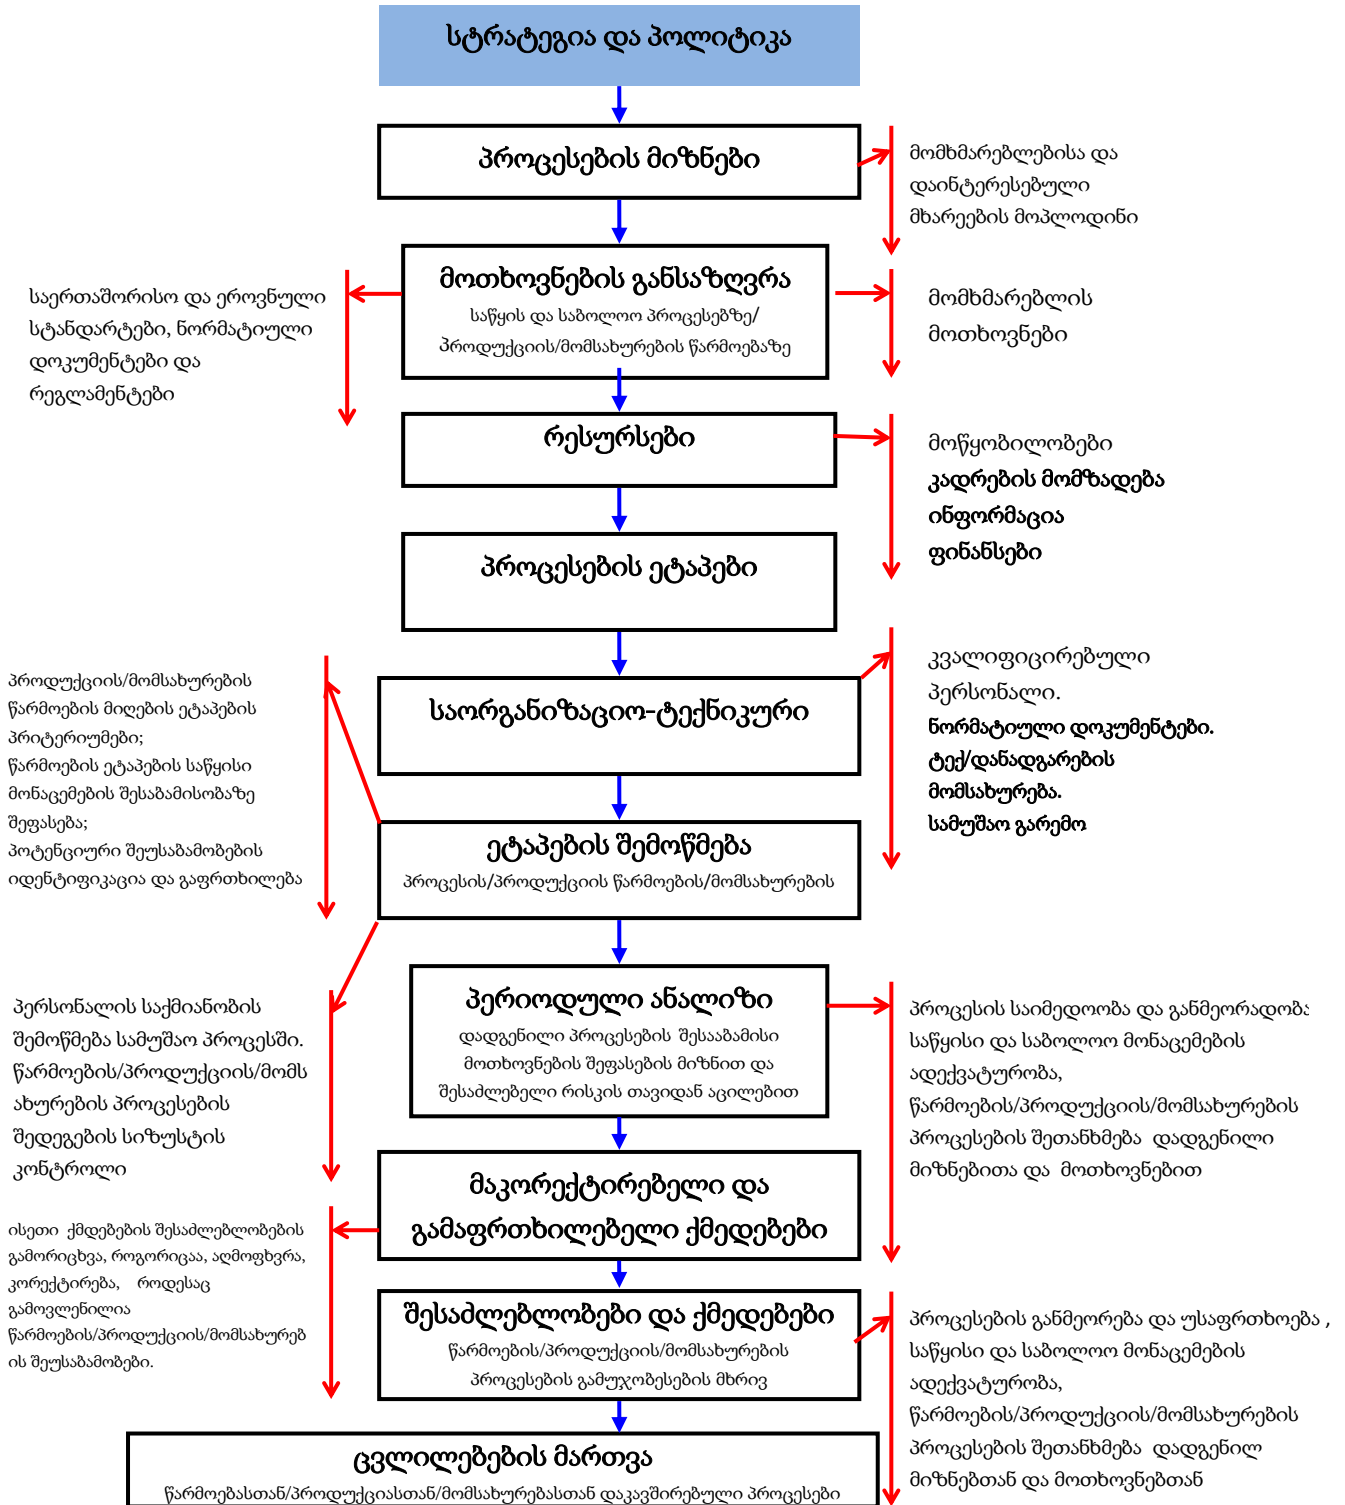 სტრატეგია და პოლიტიკა
პროცესების მიზნები
მომხმარებლებისა და
დაინტერესებული
მხარეების მოპლოდინი
მოთხოვნების განსაზღვრა
საწყის და საბოლოო პროცესებზე/
პროდუქციის/მომსახურების წარმოებაზე
საერთაშორისო და ეროვნული
სტანდარტები, ნორმატიული
დოკუმენტები და
რეგლამენტები
მომხმარებლის
მოთხოვნები
რესურსები
მოწყობილობები
კადრების მომზადება
ინფორმაცია
ფინანსები
პროცესების ეტაპები
საორგანიზაციო-ტექნიკური
კვალიფიცირებული
პერსონალი.
ნორმატიული დოკუმენტები.
ტექ/დანადგარების
მომსახურება.
სამუშაო გარემო
პროდუქციის/მომსახურების
წარმოების მიღების ეტაპების
პრიტერიუმები;
წარმოების ეტაპების საწყისი
მონაცემების შესაბამისობაზე
შეფასება;
პოტენციური შეუსაბამობების
იდენტიფიკაცია და გაფრთხილება
ეტაპების შემოწმება
პროცესის/პროდუქციის წარმოების/მომსახურების
პერსონალის საქმიანობის
შემოწმება სამუშაო პროცესში.
წარმოების/პროდუქციის/მომს
ახურების პროცესების
შედეგების სიზუსტის
კონტროლი
პერიოდული ანალიზი
დადგენილი პროცესების შესააბამისი
მოთხოვნების შეფასების მიზნით და
შესაძლებელი რისკის თავიდან აცილებით
პროცესის საიმედოობა და განმეორადობა
საწყისი და საბოლოო მონაცემების
ადექვატურობა,
წარმოების/პროდუქციის/მომსახურების
პროცესების შეთანხმება დადგენილი
მიზნებითა და მოთხოვნებით
მაკორექტირებელი და
გამაფრთხილებელი ქმედებები
ისეთი ქმდებების შესაძლებლობების
გამორიცხვა, როგორიცაა, აღმოფხვრა,
კორექტირება, როდესაც
გამოვლენილია
წარმოების/პროდუქციის/მომსახურებ
ის შეუსაბამობები.
შესაძლებლობები და ქმედებები
წარმოების/პროდუქციის/მომსახურების
პროცესების გამუჯობესების მხრივ
პროცესების განმეორება და უსაფრთხოება ,
საწყისი და საბოლოო მონაცემების
ადექვატურობა,
წარმოების/პროდუქციის/მომსახურების
პროცესების შეთანხმება დადგენილ
მიზნებთან და მოთხოვნებთან
ცვლილებების მართვა
წარმოებასთან/პროდუქციასთან/მომსახურებასთან დაკავშირებული პროცესები